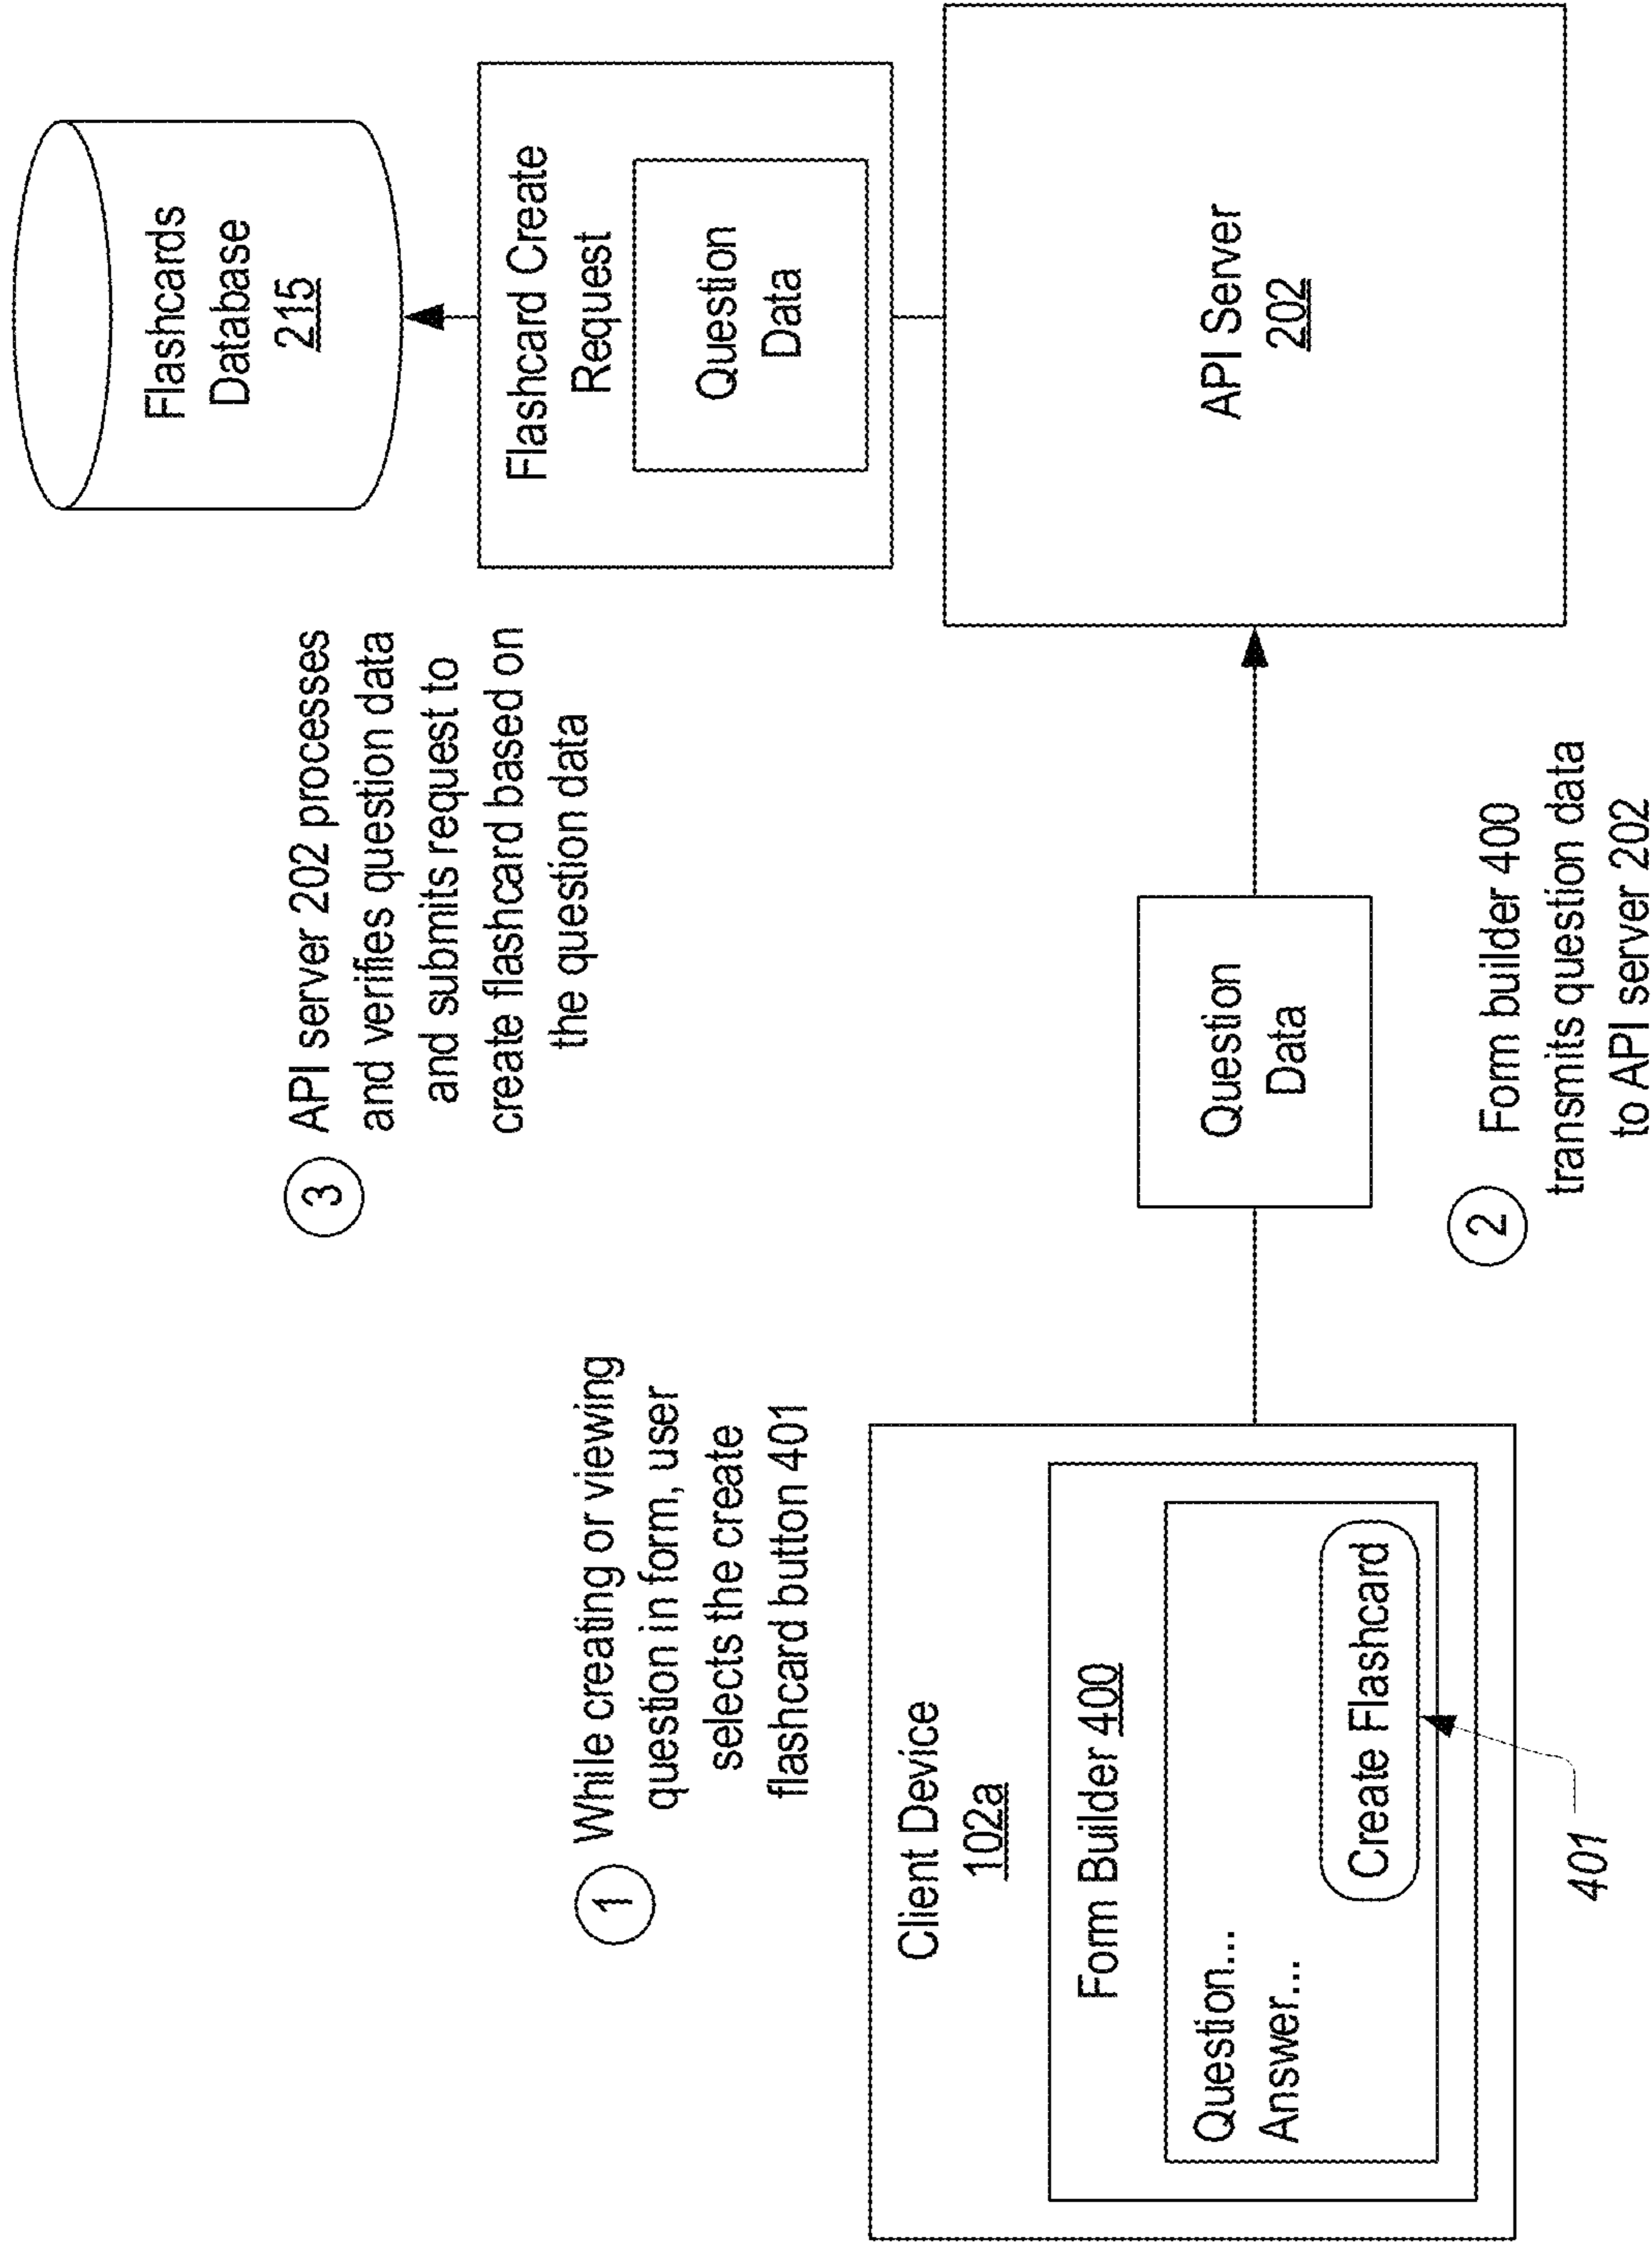 1
While creating or viewing
question in form, user
selects the create
flashcard button 401
Client Device
102a
Form Builder 400
Question...
Answer...
Create Flashcard
401
Question
Data
2
Form builder 400
transmits question data
to API server 202
3
API server 202 processes
and verifies question data
and submits request to
create flashcard based on
the question data
Flashcards
Database
215
Flashcard Create
Request
Question
Data
API Server
202